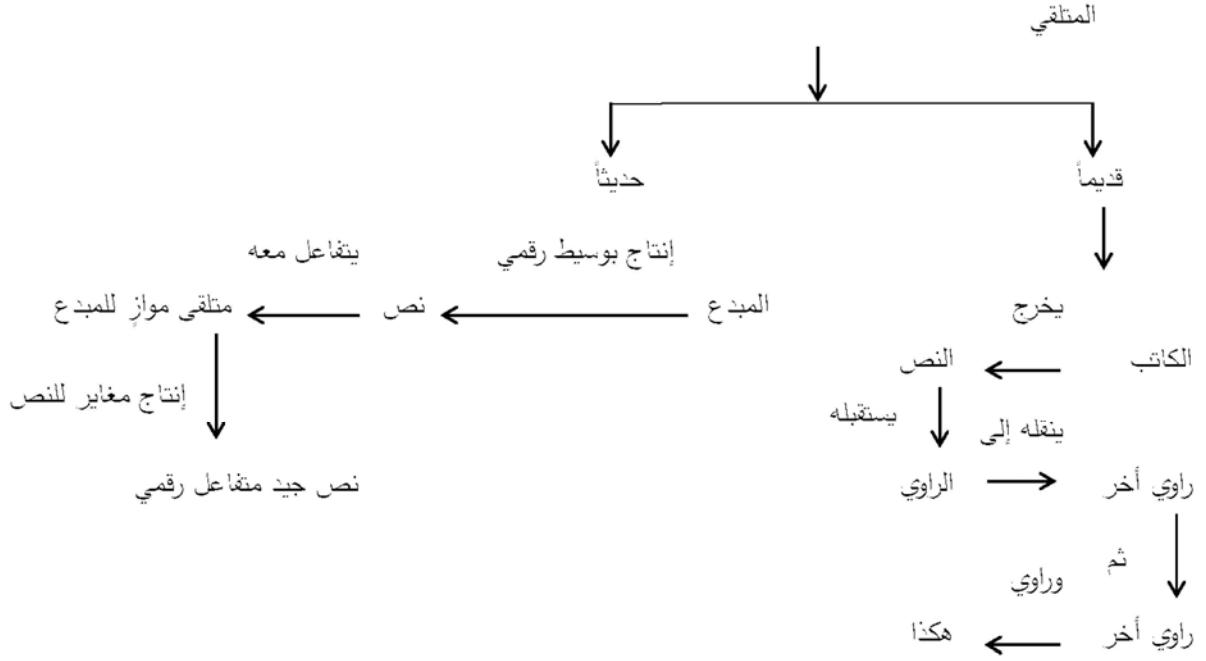 المتلقي
قديماً
حديثاً
يخرج
الكاتب
النص
يستقبله
ينقله إلى
الراوي
راوي أخر
ثم
وراوي
راوي أخر
هكذا
إنتاج بوسيط رقمي
يتفاعل معه
المبدع
نص
متلقى موازٍ للمبدع
إنتاج مغاير للنص
نص جيد متفاعل رقمي